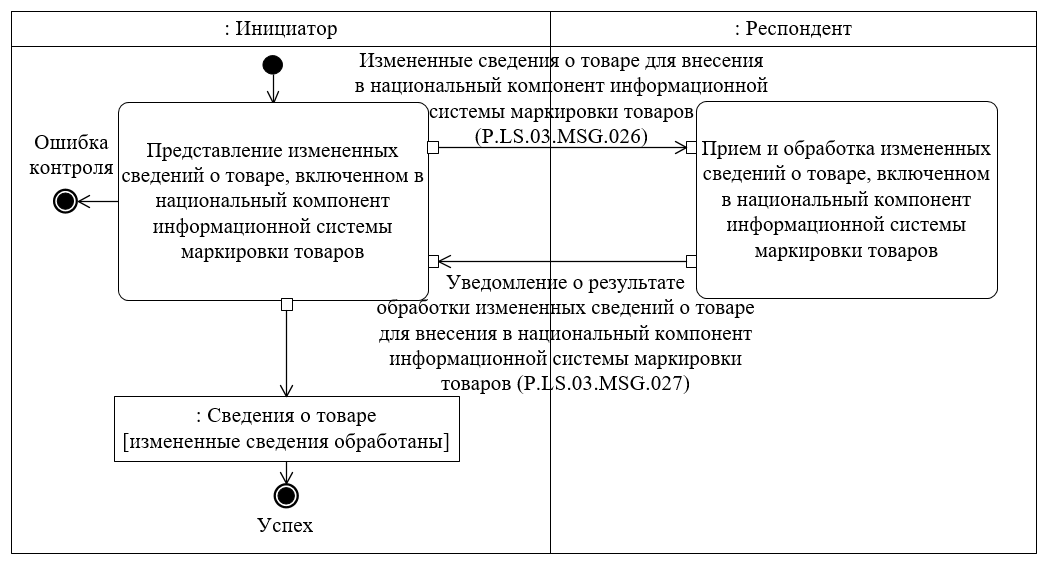 : Инициатор
: Респондент
Измененные сведения о товаре для внесения
в национальный компонент информационной
системы маркировки товаров
(P.LS.03.MSG.026)
Ошибка
контроля
Представление измененных
сведений о товаре, включенном в
национальный компонент
информационной системы
маркировки товаров
Прием и обработка измененных
сведений о товаре, включенном
в национальный компонент
информационной системы
маркировки товаров
Уведомление о результате
обработки измененных сведений о товаре
для внесения в национальный компонент
информационной системы маркировки
товаров (P.LS.03.MSG.027)
: Сведения о товаре
[измененные сведения обработаны]
Успех